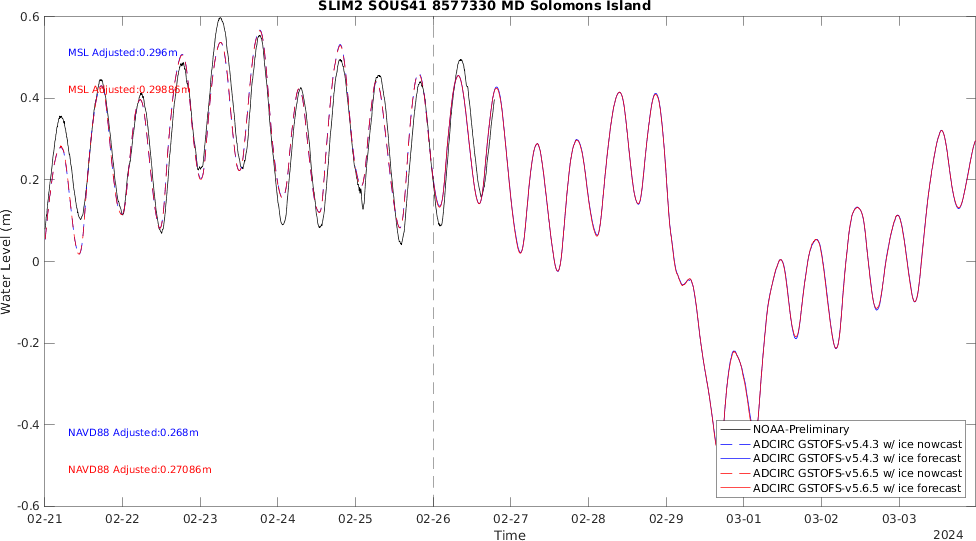 SLIM2 SOUS41 8577330 MD Solomons Island
0.6
0.4
0.2
0
-0.2
-0.4
-0.6
Water Level (m)
MSL Adjusted:0.296m
MSL Adjusted:0.29886m
NAVD88 Adjusted:0.268m
NAVD88 Adjusted:0.27086m
NOAA-Preliminary
ADCIRC GSTOFS-v5.4.3 w/ ice nowcast
ADCIRC GSTOFS-v5.4.3 w/ ice forecast
ADCIRC GSTOFS-v5.6.5 w/ ice nowcast
ADCIRC GSTOFS-v5.6.5 w/ ice forecast
02-21 02-22 02-23 02-24 02-25 02-26 02-27 02-28 02-29 03-01 03-02 03-03
Time
2024